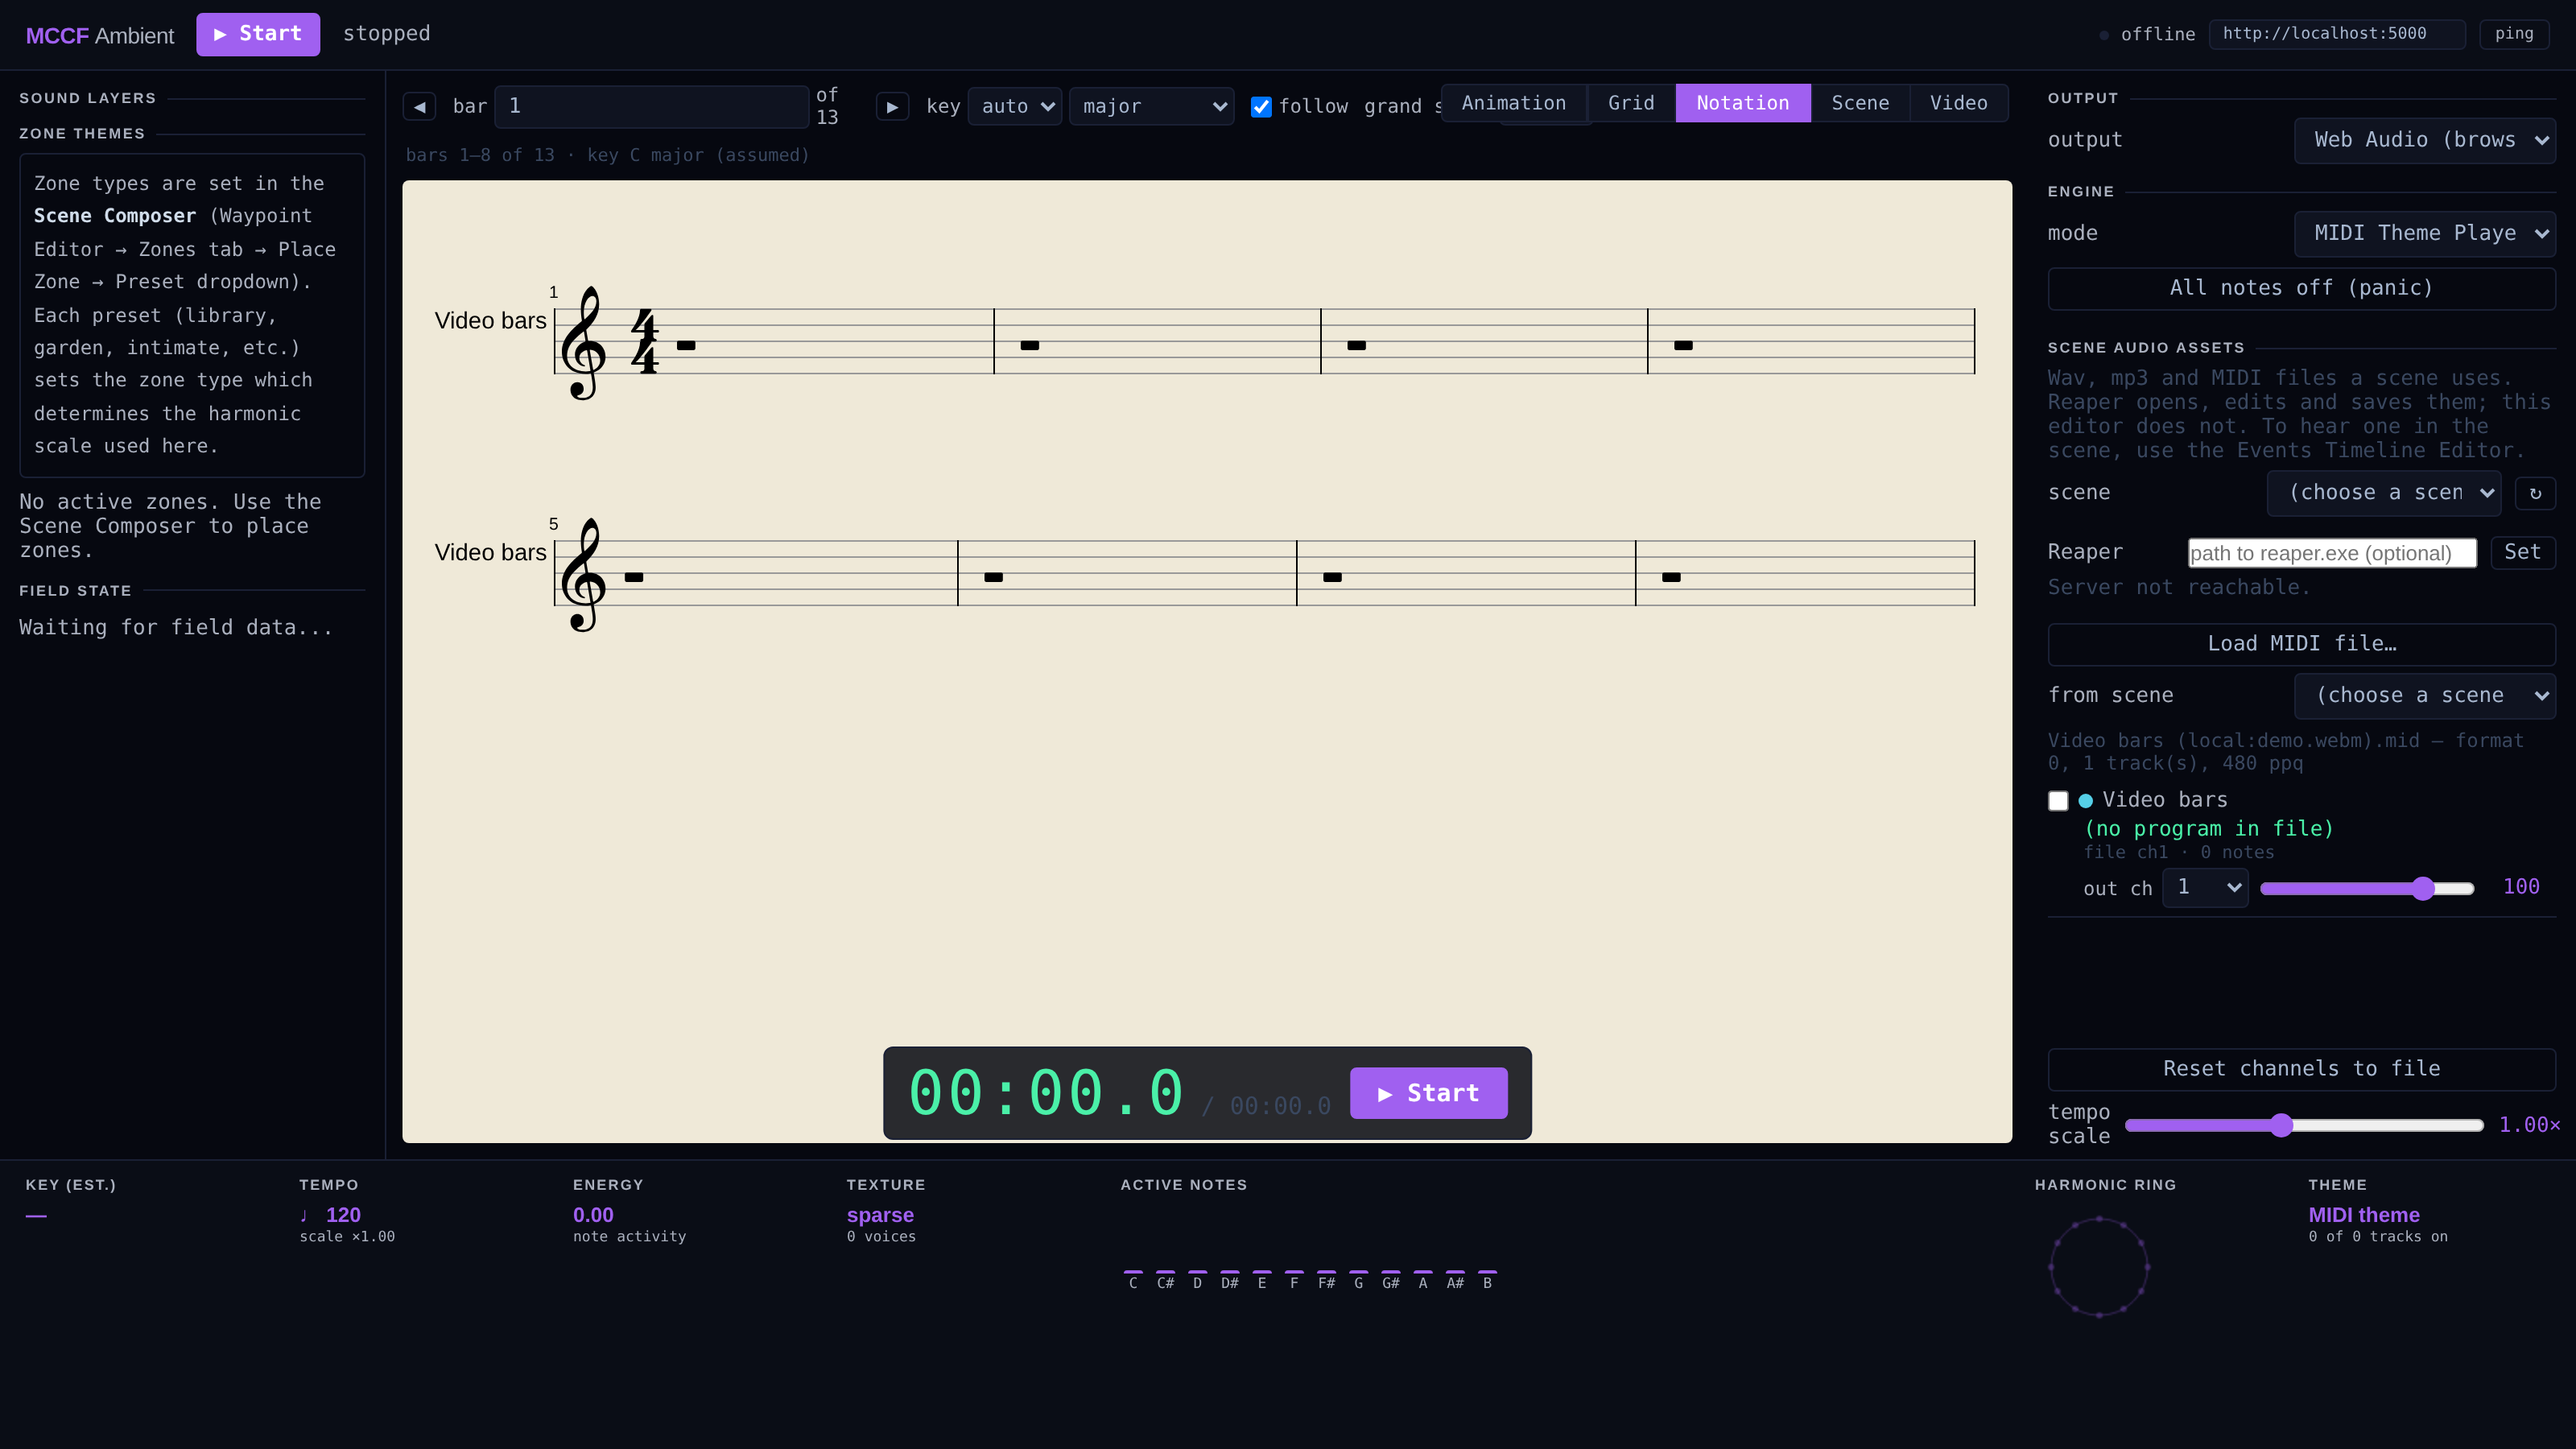 MCCF Ambient
▶ Start
stopped
offline
http://localhost:5000
ping
SOUND LAYERS
ZONE THEMES
Zone types are set in the
Scene Composer (Waypoint
Editor → Zones tab → Place
Zone → Preset dropdown).
Each preset (library,
garden, intimate, etc.)
sets the zone type which
determines the harmonic
scale used here.
No active zones. Use the
Scene Composer to place
zones.
FIELD STATE
Waiting for field data...
◀ bar 1 of 13 ▶ key auto major follow grand
Animation Grid Notation Scene Video
bars 1–8 of 13 · key C major (assumed)
1
Video bars
4
4
5
Video bars
00:00.0 / 00:00.0 ▶ Start
OUTPUT
output Web Audio (brows
ENGINE
mode MIDI Theme Playe
All notes off (panic)
SCENE AUDIO ASSETS
Wav, mp3 and MIDI files a scene uses.
Reaper opens, edits and saves them; this
editor does not. To hear one in the
scene, use the Events Timeline Editor.
scene (choose a scen ↻
Reaper path to reaper.exe (optional) Set
Server not reachable.
Load MIDI file…
from scene (choose a scene
Video bars (local:demo.webm).mid — format
0, 1 track(s), 480 ppq
Video bars
(no program in file)
file ch1 · 0 notes
out ch 1 100
Reset channels to file
tempo
scale 1.00×
KEY (EST.)
—
TEMPO
♩ 120
scale ×1.00
ENERGY
0.00
note activity
TEXTURE
sparse
0 voices
ACTIVE NOTES
C C# D D# E F F# G G# A A# B
HARMONIC RING
THEME
MIDI theme
0 of 0 tracks on